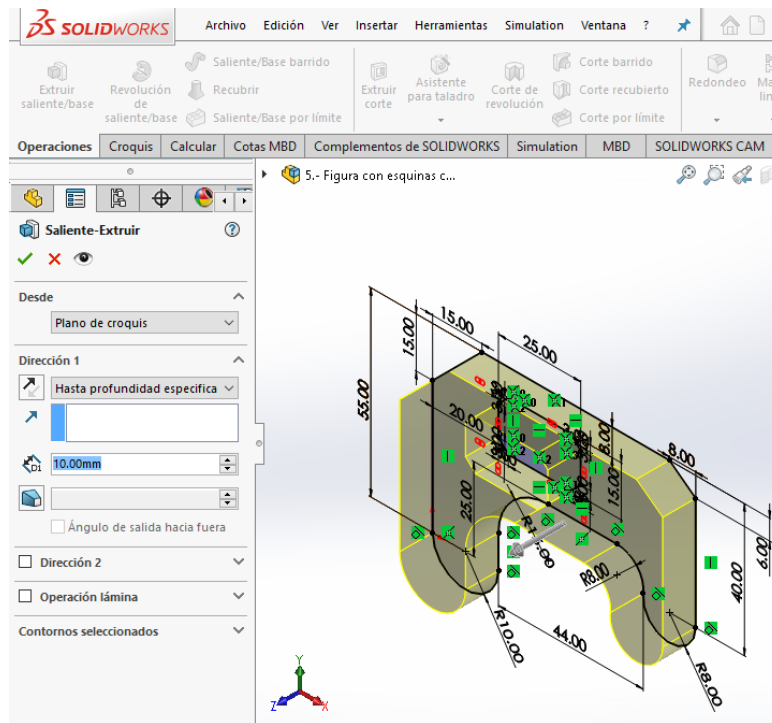 SOLIDWORKS
Archivo Edición Ver Insertar Herramientas Simulation Ventana ?
Extruir saliente/base
Revolución de saliente/base
Saliente/Base barrido
Recubrir
Saliente/Base por límite
Extruir corte
Asistente para taladro
Corte de revolución
Corte barrido
Corte recubierto
Corte por límite
Redondeo
Operaciones Croquis Calcular Cotas MBD Complementos de SOLIDWORKS Simulation MBD SOLIDWORKS CAM
5.- Figura con esquinas c...
Saliente-Extruir
Desde
Plano de croquis
Dirección 1
Hasta profundidad especifica
D1
10.00mm
Ángulo de salida hacia fuera
Dirección 2
Operación lámina
Contornos seleccionados
15.00
15.00
25.00
55.00
20.00
8.00
8.00
15.00
25.00
R8.00
6.00
40.00
R10.00
44.00
R8.00
Y
Z
X